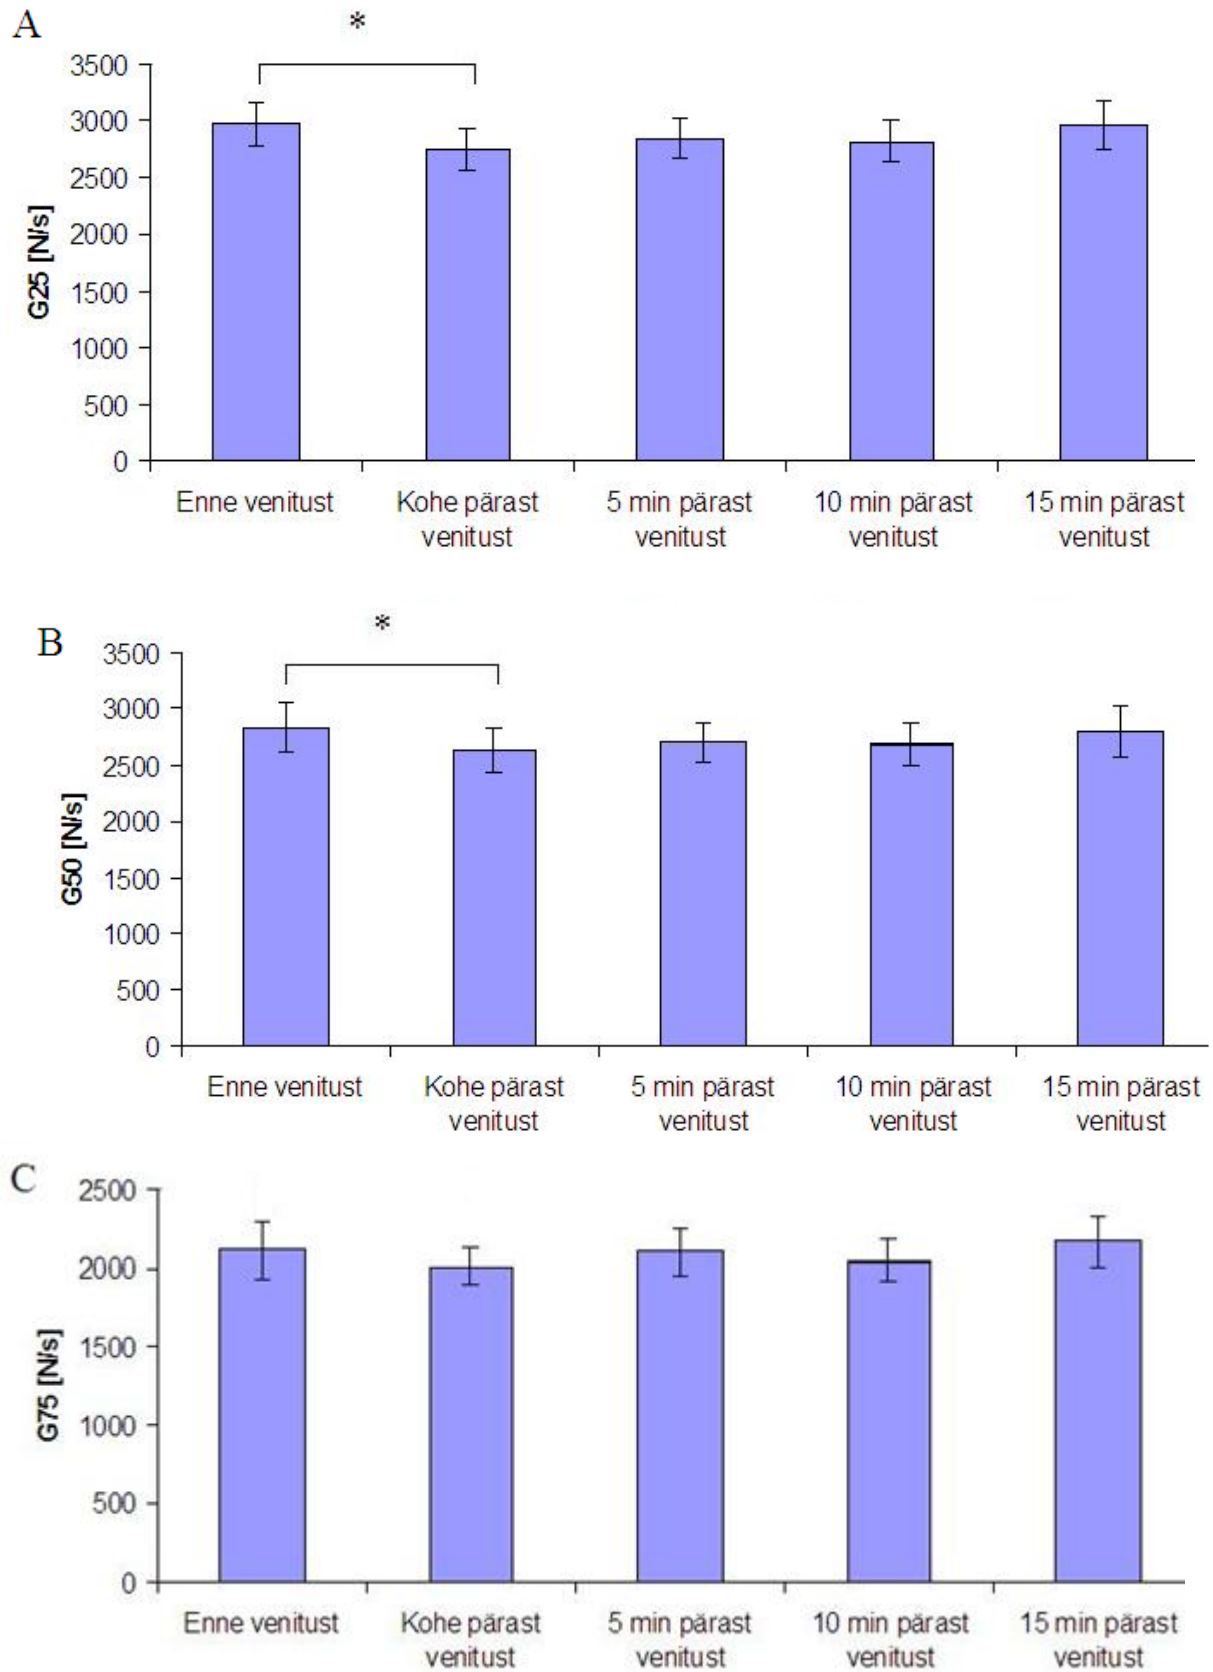 A
*
3500
3000
2500
2000
1500
1000
500
0
G25 [N/s]
Enne venitust
Kohe pärast
venitust
5 min pärast
venitust
10 min pärast
venitust
15 min pärast
venitust
B
*
3500
3000
2500
2000
1500
1000
500
0
G50 [N/s]
Enne venitust
Kohe pärast
venitust
5 min pärast
venitust
10 min pärast
venitust
15 min pärast
venitust
C
2500
2000
1500
1000
500
0
G75 [N/s]
Enne venitust
Kohe pärast
venitust
5 min pärast
venitust
10 min pärast
venitust
15 min pärast
venitust